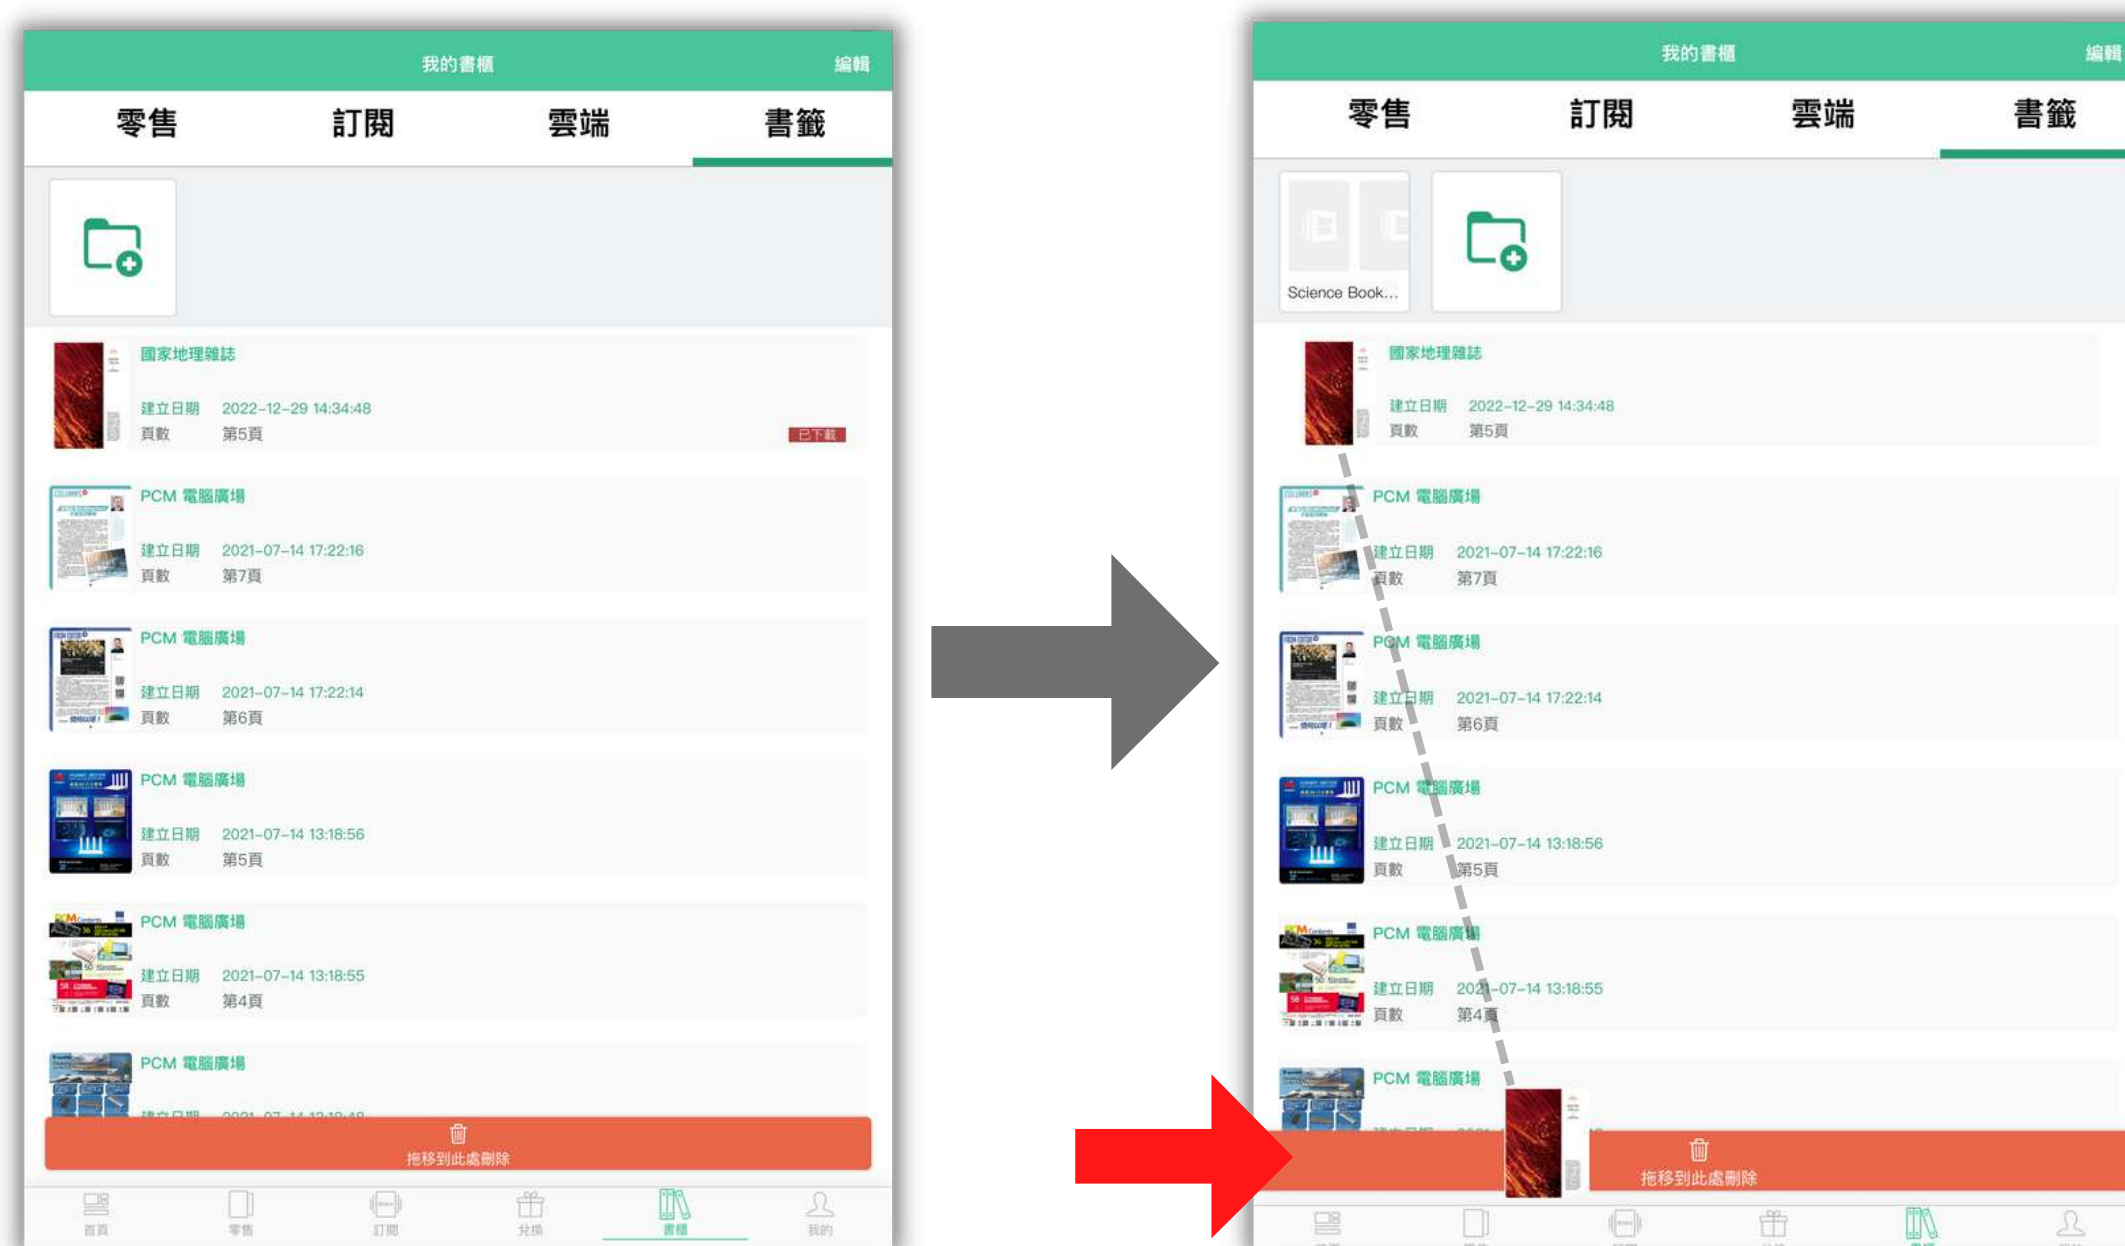 我的書櫃
編輯
零售
訂閱
雲端
書籤
國家地理雜誌
建立日期 2022-12-29 14:34:48
頁數 第5頁
已下載
PCM 電腦廣場
建立日期 2021-07-14 17:22:16
頁數 第7頁
PCM 電腦廣場
建立日期 2021-07-14 17:22:14
頁數 第6頁
PCM 電腦廣場
建立日期 2021-07-14 13:18:56
頁數 第5頁
PCM 電腦廣場
建立日期 2021-07-14 13:18:55
頁數 第4頁
PCM 電腦廣場
拖移到此處刪除
首頁
零售
訂閱
兌換
書櫃
我的
我的書櫃
編輯
零售
訂閱
雲端
書籤
Science Book...
國家地理雜誌
建立日期 2022-12-29 14:34:48
頁數 第5頁
PCM 電腦廣場
建立日期 2021-07-14 17:22:16
頁數 第7頁
PCM 電腦廣場
建立日期 2021-07-14 17:22:14
頁數 第6頁
PCM 電腦廣場
建立日期 2021-07-14 13:18:56
頁數 第5頁
PCM 電腦廣場
建立日期 2021-07-14 13:18:55
頁數 第4頁
PCM 電腦廣場
拖移到此處刪除